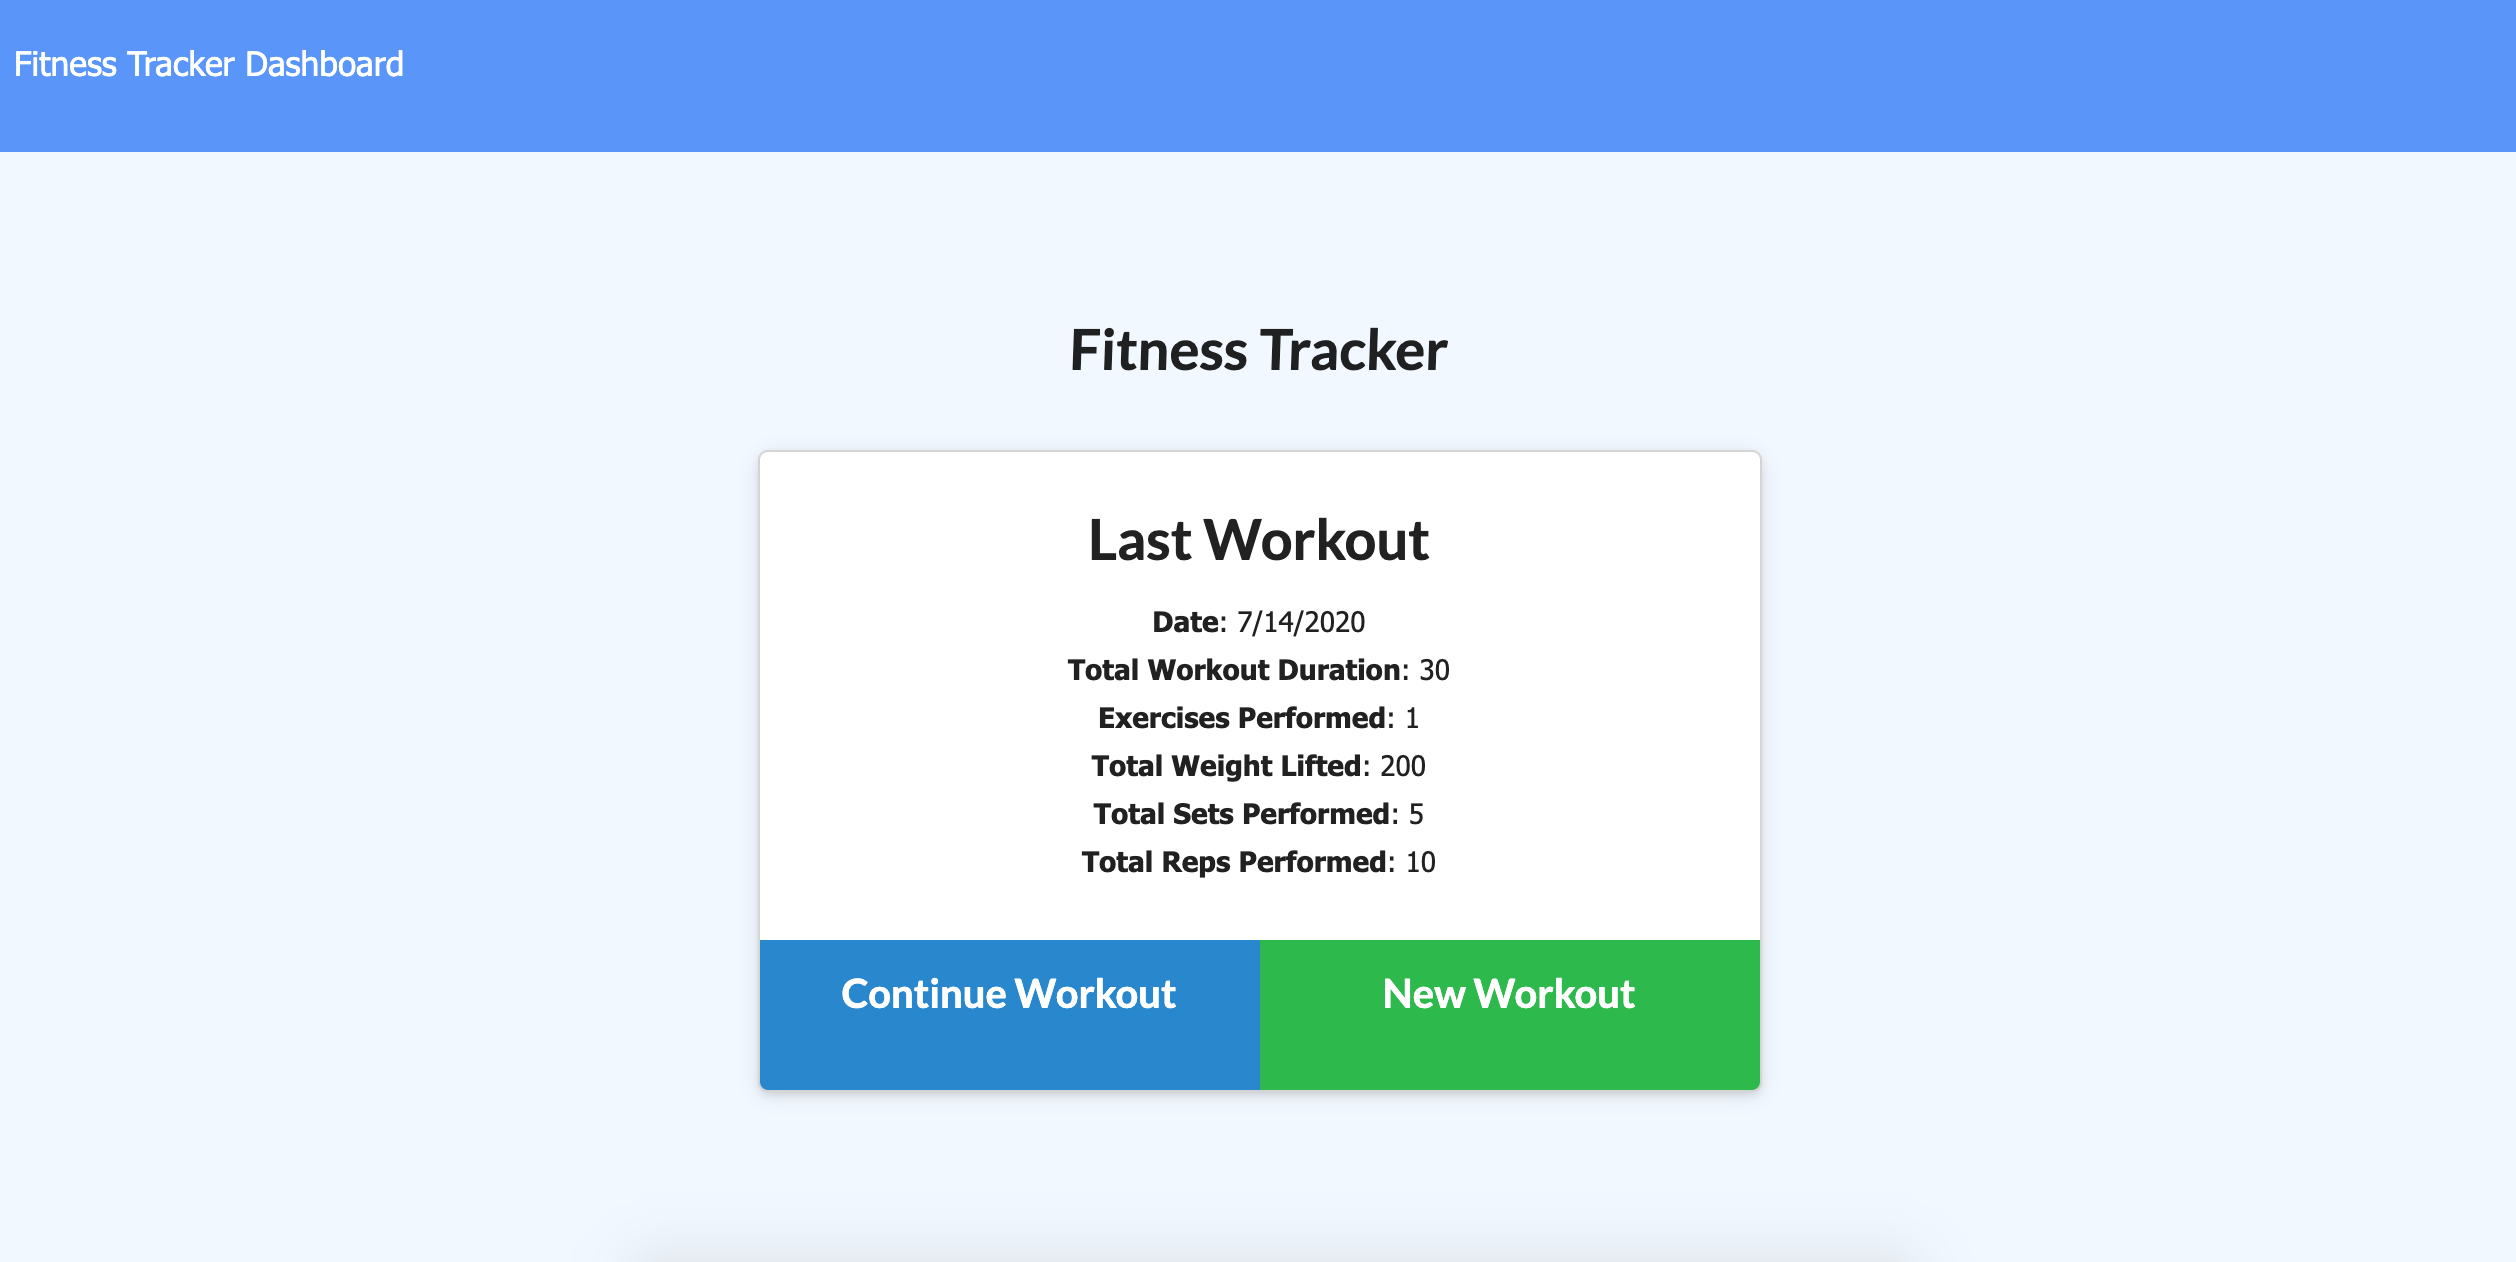 Fitness Tracker Dashboard
Fitness Tracker
Last Workout
Date: 7/14/2020
Total Workout Duration: 30
Exercises Performed: 1
Total Weight Lifted: 200
Total Sets Performed: 5
Total Reps Performed: 10
Continue Workout
New Workout